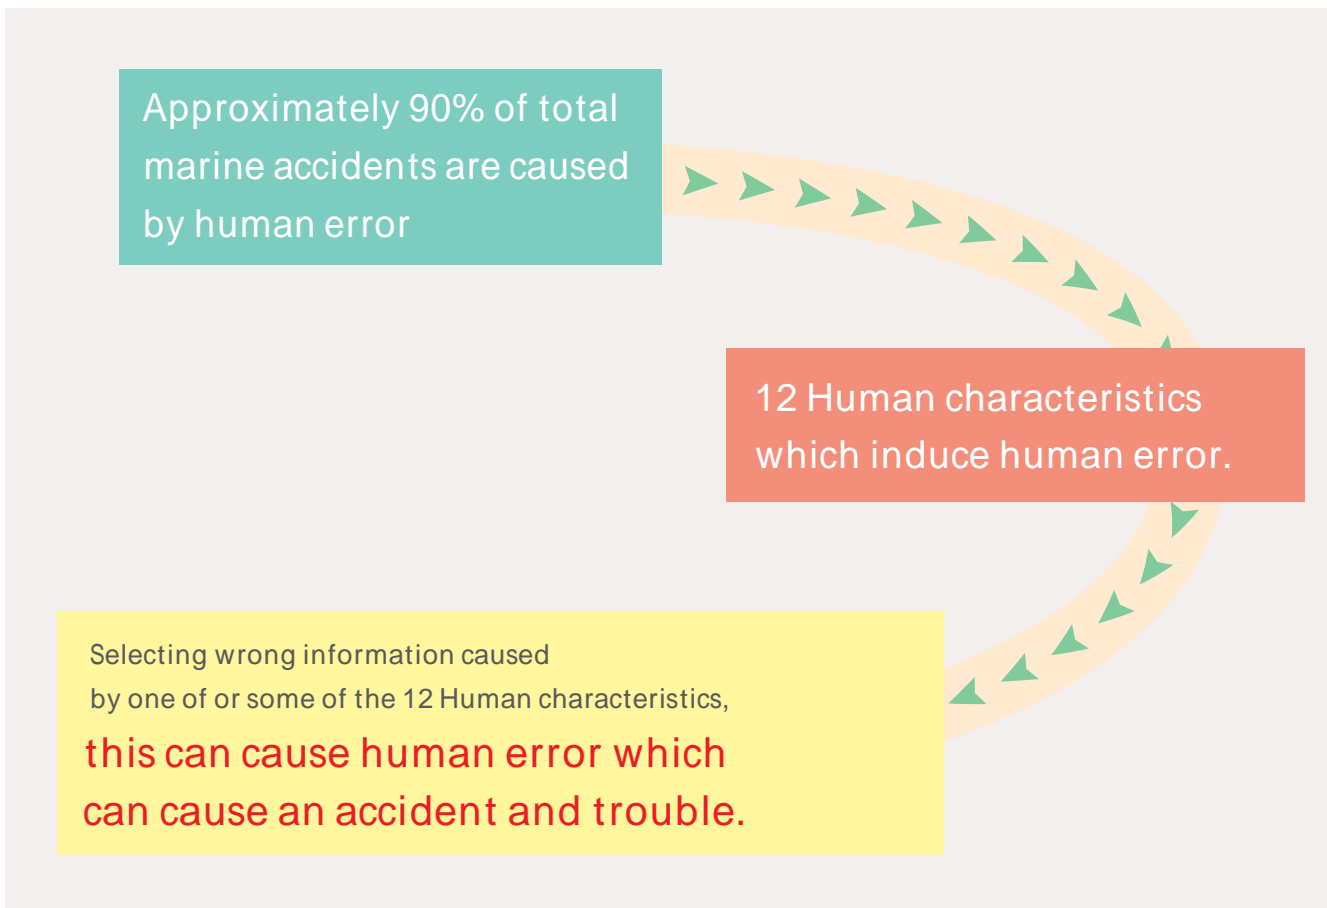 Approximately 90% of total
marine accidents are caused
by human error
12 Human characteristics
which induce human error.
Selecting wrong information caused
by one of or some of the 12 Human characteristics,
this can cause human error which
can cause an accident and trouble.